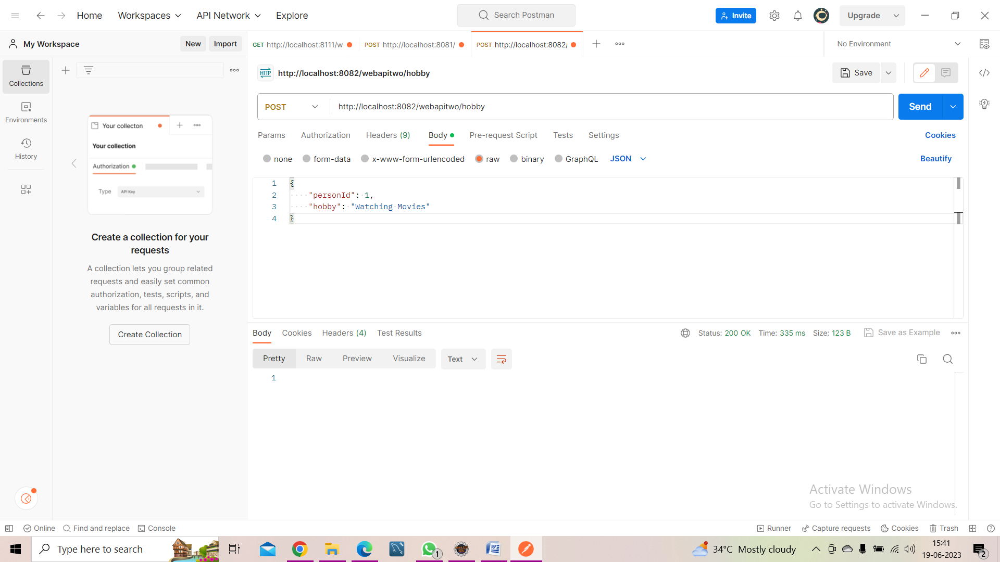 Home
Workspaces
API Network
Explore
Search Postman
Invite
Upgrade
My Workspace
New
Import
GET http://localhost:8111/w
POST http://localhost:8081/
POST http://localhost:8082/
No Environment
Collections
Environments
History
Your collecton
Your collection
Authorization
Type
API Key
Create a collection for your
requests
A collection lets you group related
requests and easily set common
authorization, tests, scripts, and
variables for all requests in it.
Create Collection
HTTP http://localhost:8082/webapitwo/hobby
Save
POST
http://localhost:8082/webapitwo/hobby
Send
Params
Authorization
Headers (9)
Body
Pre-request Script
Tests
Settings
Cookies
none
form-data
x-www-form-urlencoded
raw
binary
GraphQL
JSON
Beautify
1 {
2 "personId": 1,
3 "hobby": "Watching Movies"
4 }
Body
Cookies
Headers (4)
Test Results
Status: 200 OK
Time: 335 ms
Size: 123 B
Save as Example
Pretty
Raw
Preview
Visualize
Text
1
Activate Windows
Go to Settings to activate Windows.
Online
Find and replace
Console
Runner
Capture requests
Cookies
Trash
Type here to search
1
34°C Mostly cloudy
15:41
19-06-2023
2